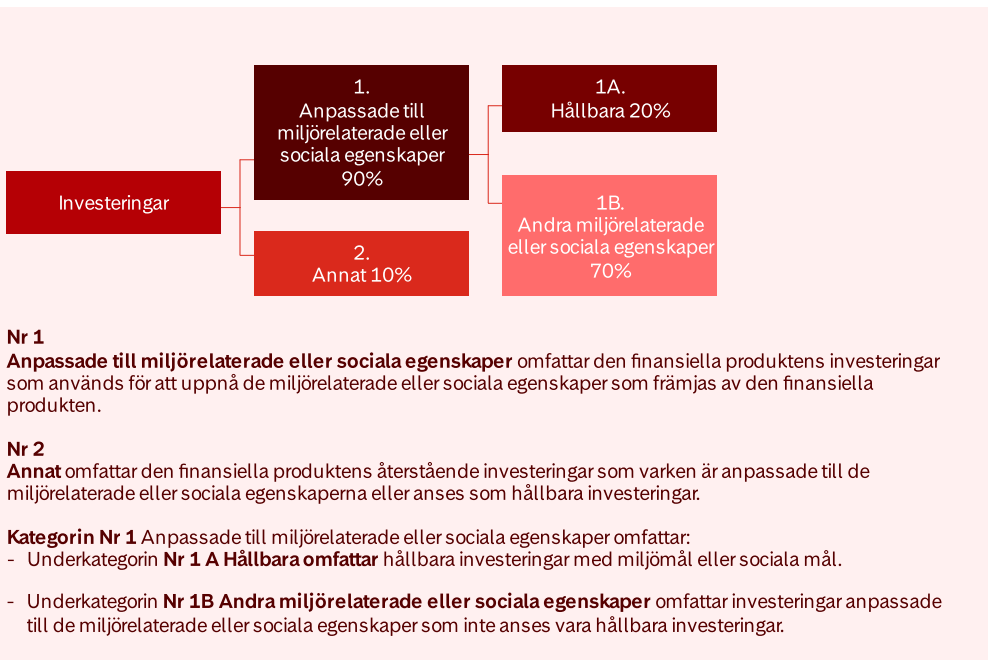 Investeringar
1.
Anpassade till
miljörelaterade eller
sociala egenskaper
90%
2.
Annat 10%
1A.
Hållbara 20%
1B.
Andra miljörelaterade
eller sociala egenskaper
70%
Nr 1
Anpassade till miljörelaterade eller sociala egenskaper omfattar den finansiella produktens investeringar
som används för att uppnå de miljörelaterade eller sociala egenskaper som främjas av den finansiella
produkten.
Nr 2
Annat omfattar den finansiella produktens återstående investeringar som varken är anpassade till de
miljörelaterade eller sociala egenskaperna eller anses som hållbara investeringar.
Kategorin Nr 1 Anpassade till miljörelaterade eller sociala egenskaper omfattar:
- Underkategorin Nr 1 A Hållbara omfattar hållbara investeringar med miljömål eller sociala mål.
- Underkategorin Nr 1B Andra miljörelaterade eller sociala egenskaper omfattar investeringar anpassade
till de miljörelaterade eller sociala egenskaper som inte anses vara hållbara investeringar.